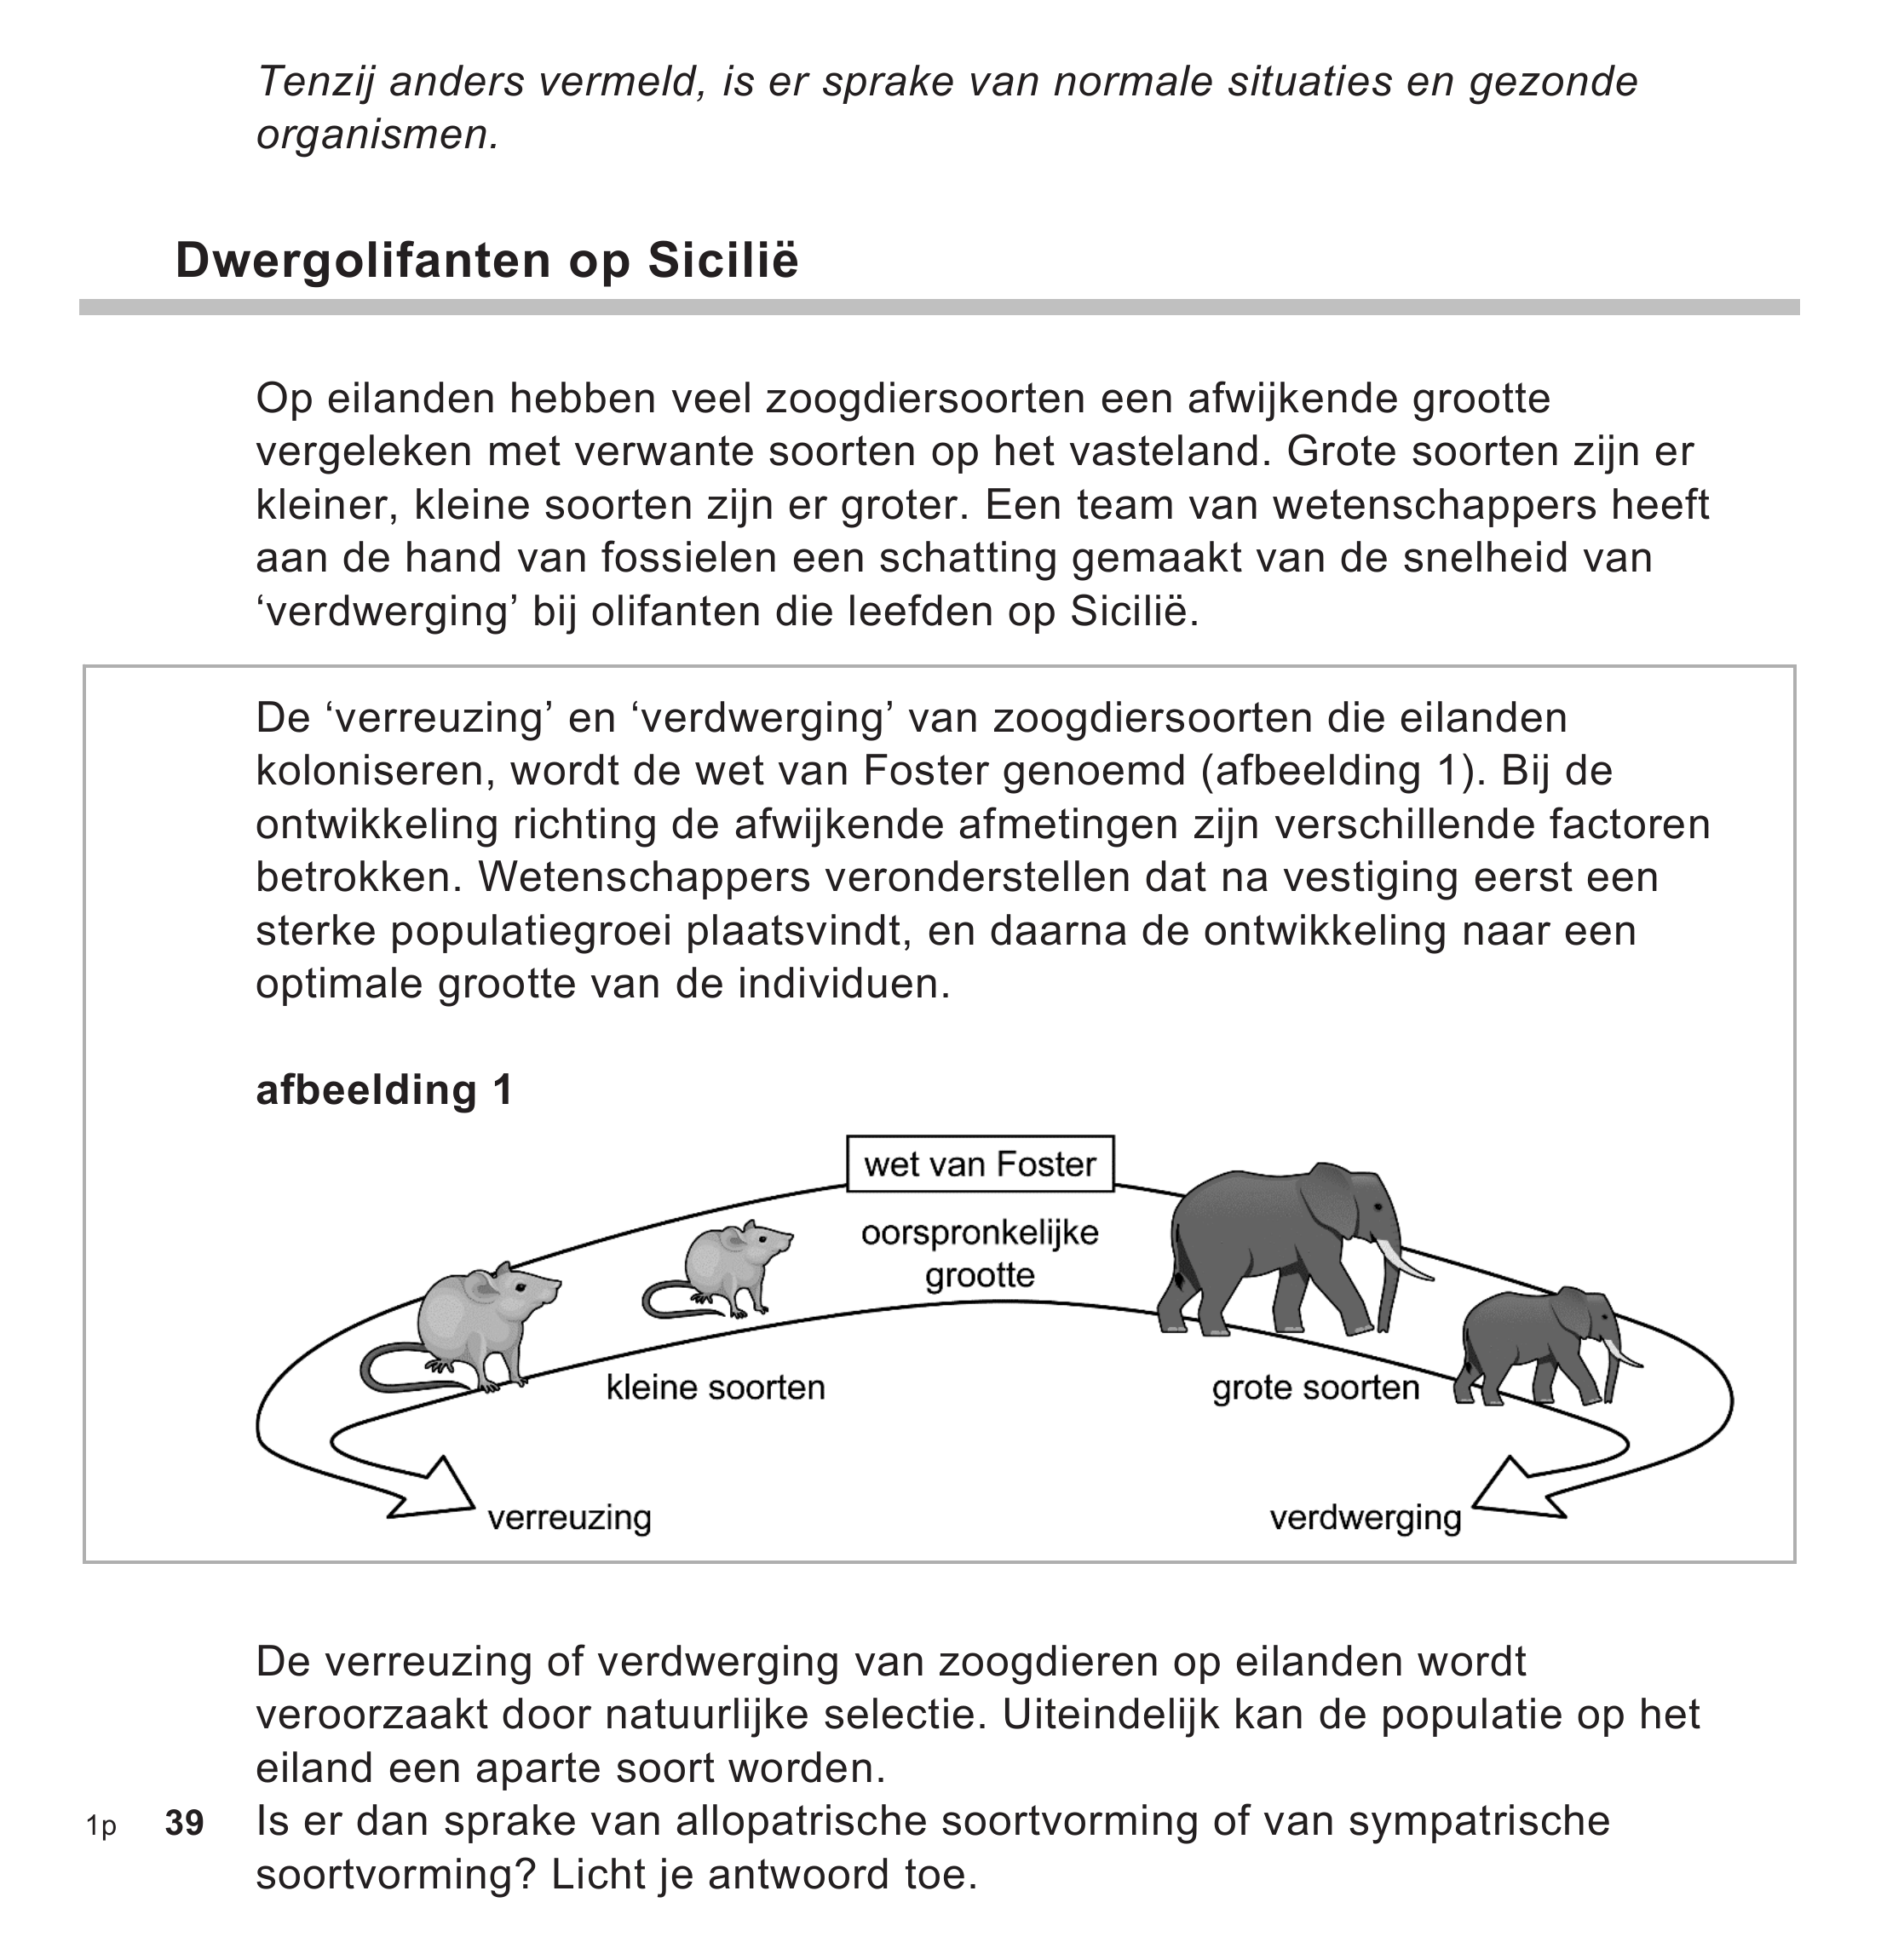 Tenzij anders vermeld, is er sprake van normale situaties en gezonde
organismen.
Dwergolifanten op Sicilië
Op eilanden hebben veel zoogdiersoorten een afwijkende grootte
vergeleken met verwante soorten op het vasteland. Grote soorten zijn er
kleiner, kleine soorten zijn er groter. Een team van wetenschappers heeft
aan de hand van fossielen een schatting gemaakt van de snelheid van
‘verdwerging’ bij olifanten die leefden op Sicilië.
De ‘verreuzing’ en ‘verdwerging’ van zoogdiersoorten die eilanden
koloniseren, wordt de wet van Foster genoemd (afbeelding 1). Bij de
ontwikkeling richting de afwijkende afmetingen zijn verschillende factoren
betrokken. Wetenschappers veronderstellen dat na vestiging eerst een
sterke populatiegroei plaatsvindt, en daarna de ontwikkeling naar een
optimale grootte van de individuen.
afbeelding 1
wet van Foster
oorspronkelijke
grootte
kleine soorten
grote soorten
verreuzing
verdwerging
De verreuzing of verdwerging van zoogdieren op eilanden wordt
veroorzaakt door natuurlijke selectie. Uiteindelijk kan de populatie op het
eiland een aparte soort worden.
1p 39 Is er dan sprake van allopatrische soortvorming of van sympatrische
soortvorming? Licht je antwoord toe.